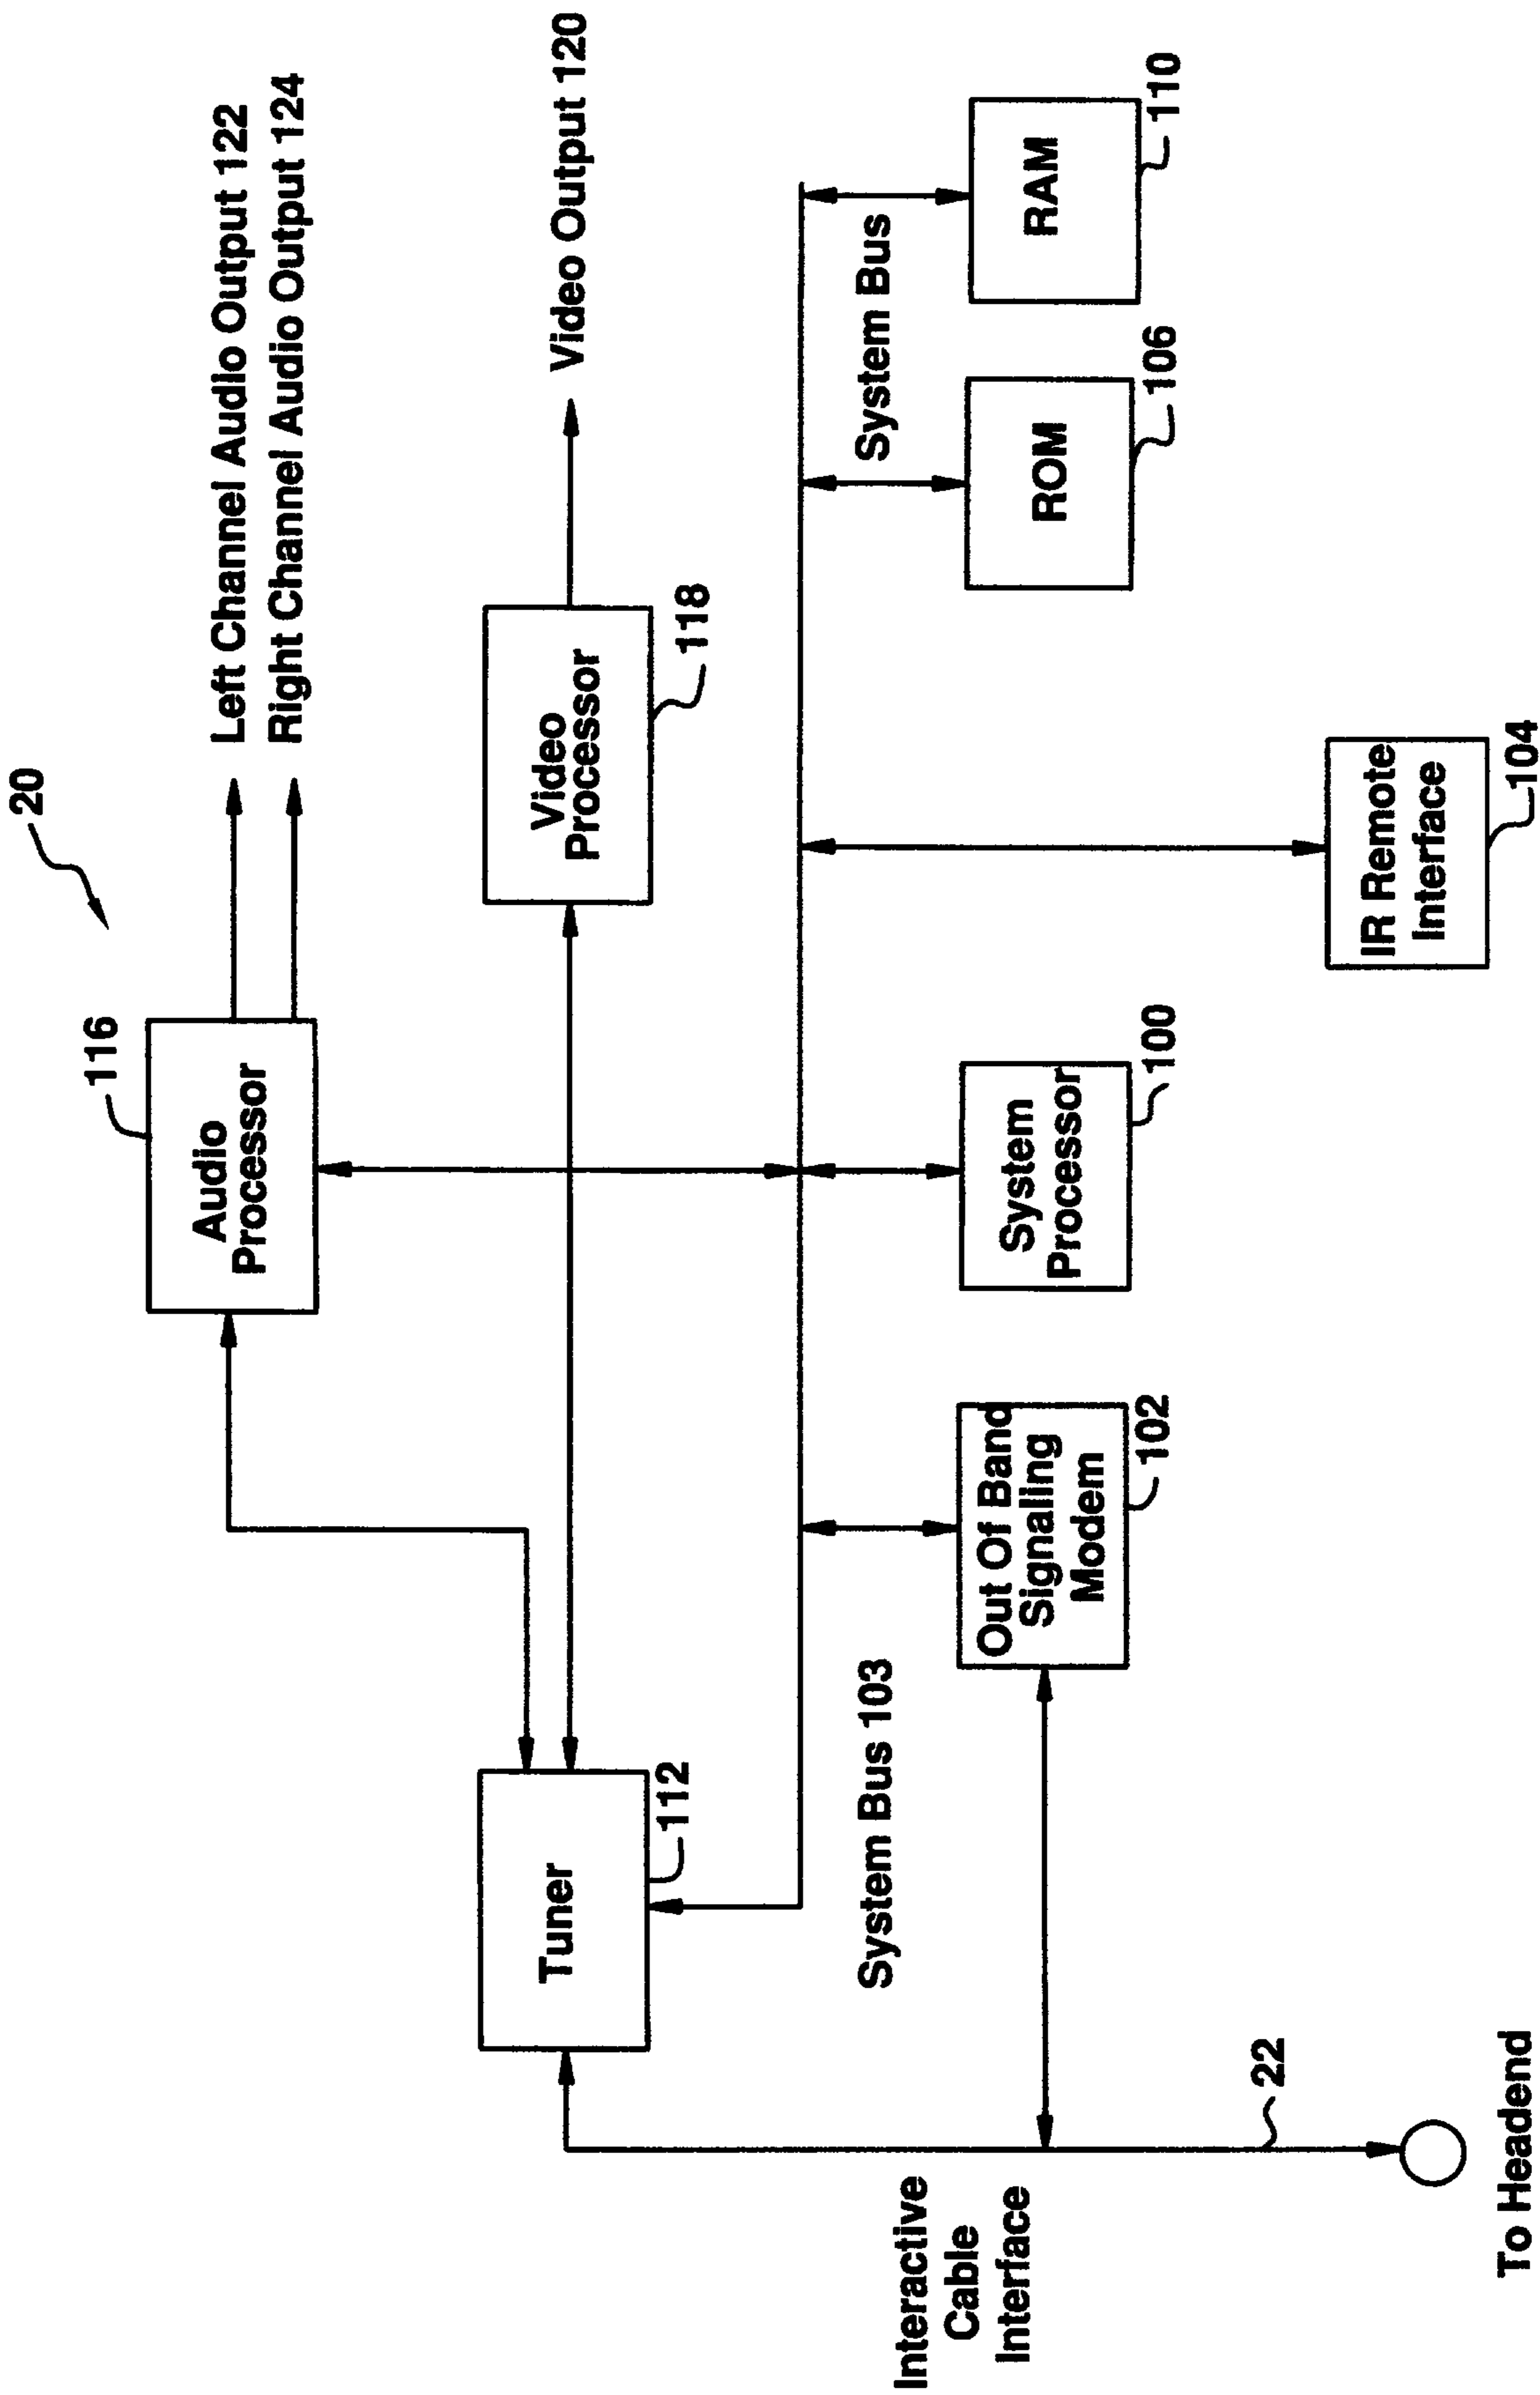 20
116
Audio
Processor
Left Channel Audio Output 122
Right Channel Audio Output 124
Tuner
112
Video
Processor
118
Video Output 120
System Bus 103
System Bus
Interactive
Cable
Interface
Out Of Band
Signaling
Modem
102
System
Processor
100
ROM
106
RAM
110
IR Remote
Interface
104
22
To Headend